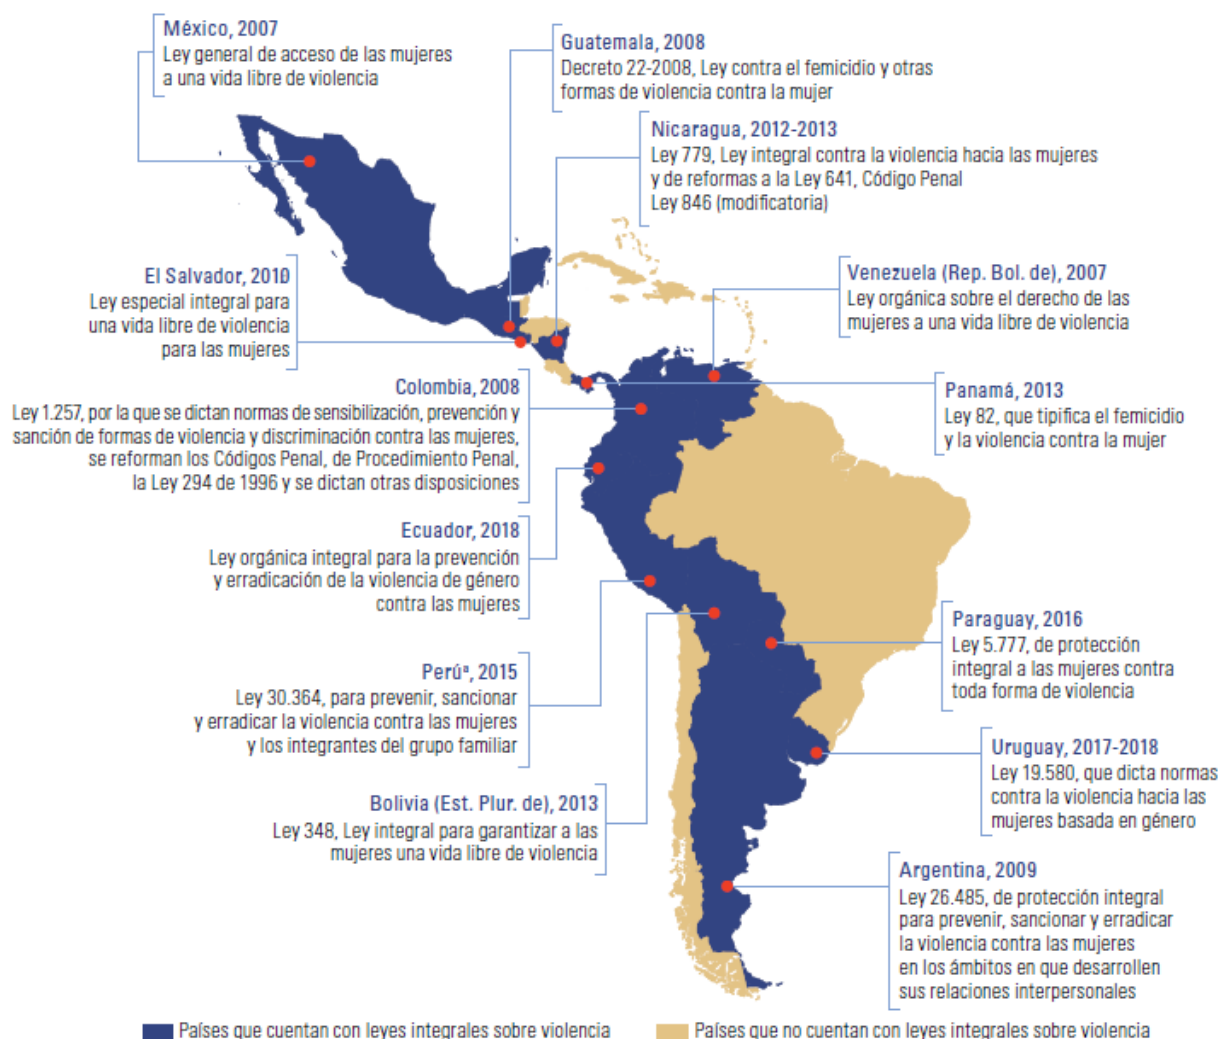 México, 2007
Ley general de acceso de las mujeres
a una vida libre de violencia
Guatemala, 2008
Decreto 22-2008, Ley contra el femicidio y otras
formas de violencia contra la mujer
Nicaragua, 2012-2013
Ley 779, Ley integral contra la violencia hacia las mujeres
y de reformas a la Ley 641, Código Penal
Ley 846 (modificatoria)
El Salvador, 2010
Ley especial integral para
una vida libre de violencia
para las mujeres
Venezuela (Rep. Bol. de), 2007
Ley orgánica sobre el derecho de las
mujeres a una vida libre de violencia
Colombia, 2008
Ley 1.257, por la que se dictan normas de sensibilización, prevención y
sanción de formas de violencia y discriminación contra las mujeres,
se reforman los Códigos Penal, de Procedimiento Penal,
la Ley 294 de 1996 y se dictan otras disposiciones
Panamá, 2013
Ley 82, que tipifica el femicidio
y la violencia contra la mujer
Ecuador, 2018
Ley orgánica integral para la prevención
y erradicación de la violencia de género
contra las mujeres
Paraguay, 2016
Ley 5.777, de protección
integral a las mujeres contra
toda forma de violencia
Perúª, 2015
Ley 30.364, para prevenir, sancionar
y erradicar la violencia contra las mujeres
y los integrantes del grupo familiar
Uruguay, 2017-2018
Ley 19.580, que dicta normas
contra la violencia hacia las
mujeres basada en género
Bolivia (Est. Plur. de), 2013
Ley 348, Ley integral para garantizar a las
mujeres una vida libre de violencia
Argentina, 2009
Ley 26.485, de protección integral
para prevenir, sancionar y erradicar
la violencia contra las mujeres
en los ámbitos en que desarrollen
sus relaciones interpersonales
Países que cuentan con leyes integrales sobre violencia
Países que no cuentan con leyes integrales sobre violencia